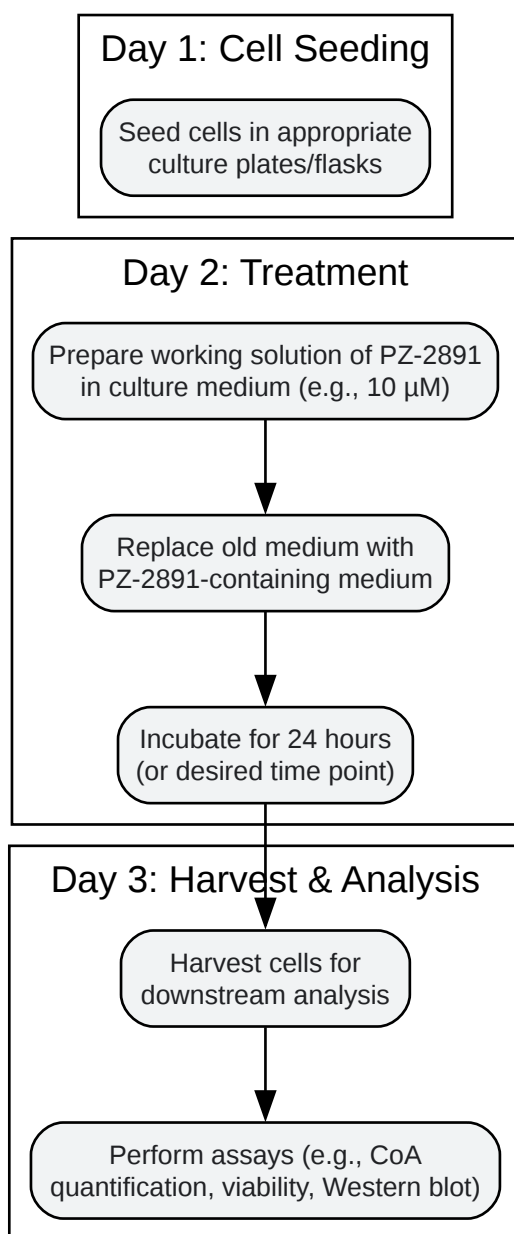 Day 1: Cell Seeding
Seed cells in appropriate
culture plates/flasks
Day 2: Treatment
Prepare working solution of PZ-2891
in culture medium (e.g., 10 µM)
Replace old medium with
PZ-2891-containing medium
Incubate for 24 hours
(or desired time point)
Day 3: Harvest & Analysis
Harvest cells for
downstream analysis
Perform assays (e.g., CoA
quantification, viability, Western blot)